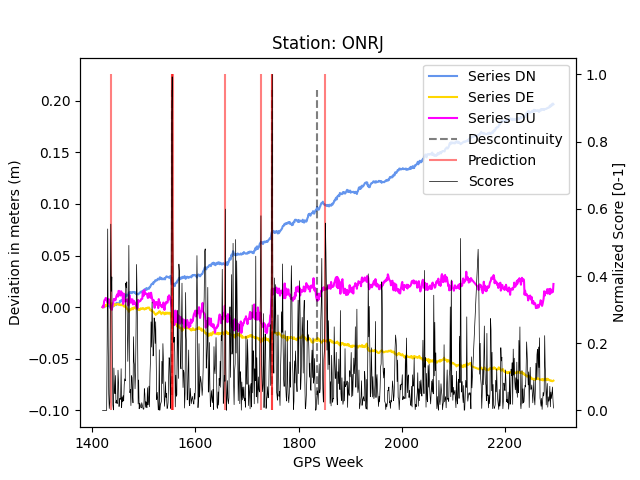 Station: ONRJ
Series DN
Series DE
Series DU
Descontinuity
Prediction
Scores
Deviation in meters (m)
0.20
0.15
0.10
0.05
0.00
−0.05
−0.10
1.0
0.8
0.6
0.4
0.2
0.0
Normalized Score [0-1]
1400 1600 1800 2000 2200
GPS Week